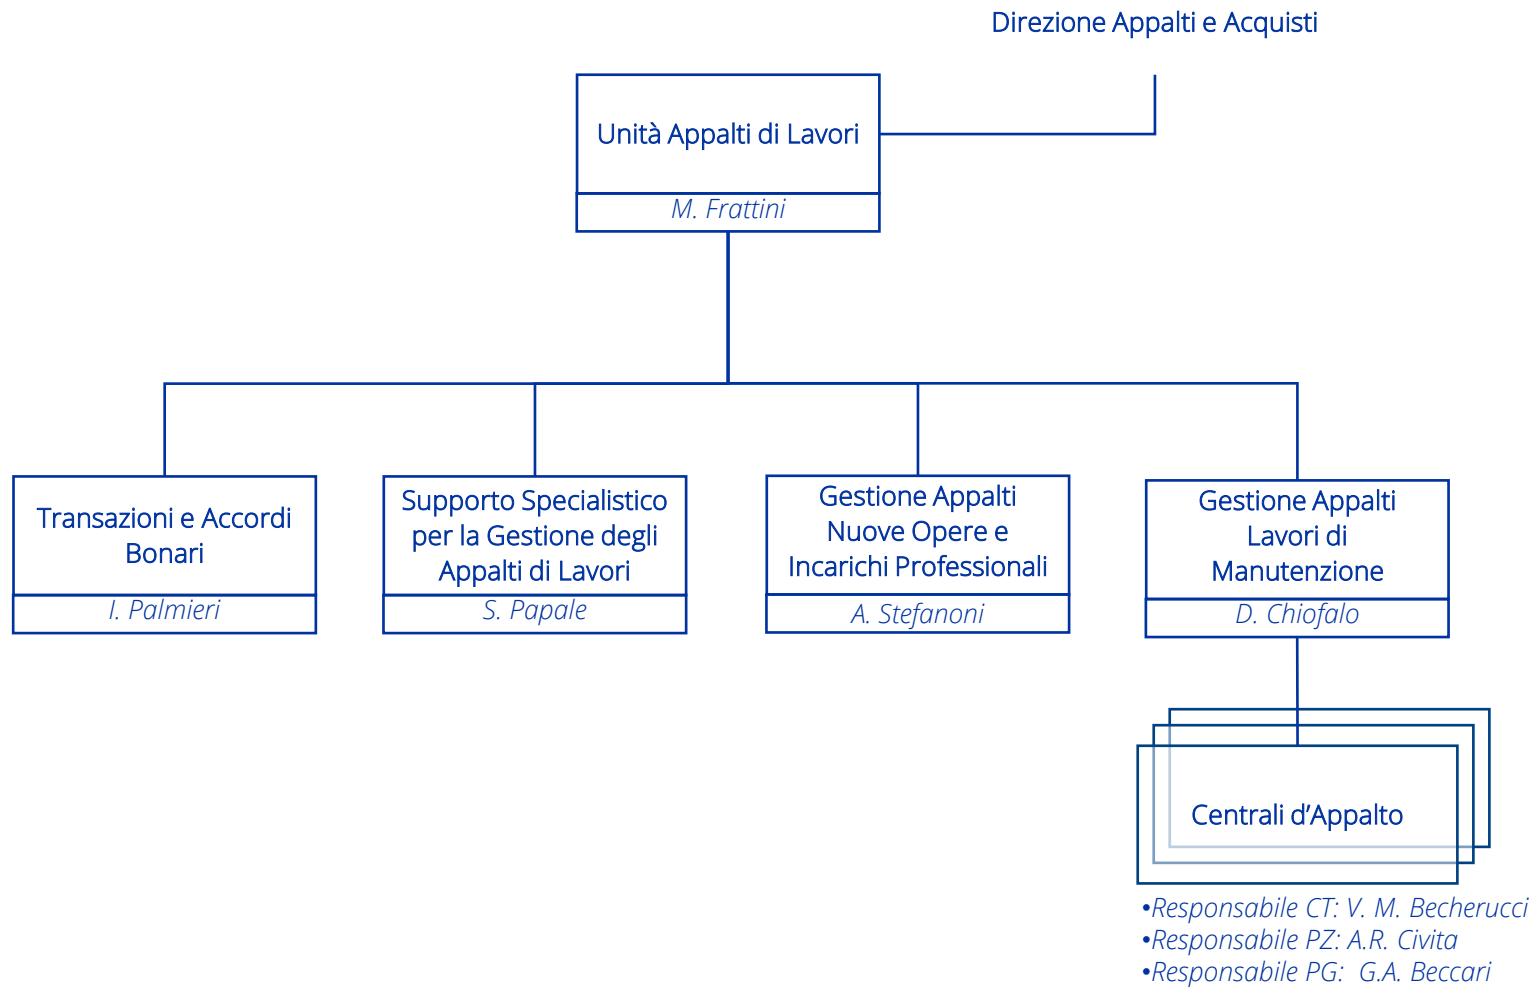 Direzione Appalti e Acquisti
Unità Appalti di Lavori
M. Frattini
Transazioni e Accordi
Bonari
I. Palmieri
Supporto Specialistico
per la Gestione degli
Appalti di Lavori
S. Papale
Gestione Appalti
Nuove Opere e
Incarichi Professionali
A. Stefanoni
Gestione Appalti
Lavori di
Manutenzione
D. Chiofalo
Centrali d’Appalto
•Responsabile CT: V. M. Becherucci
•Responsabile PZ: A.R. Civita
•Responsabile PG:  G.A. Beccari